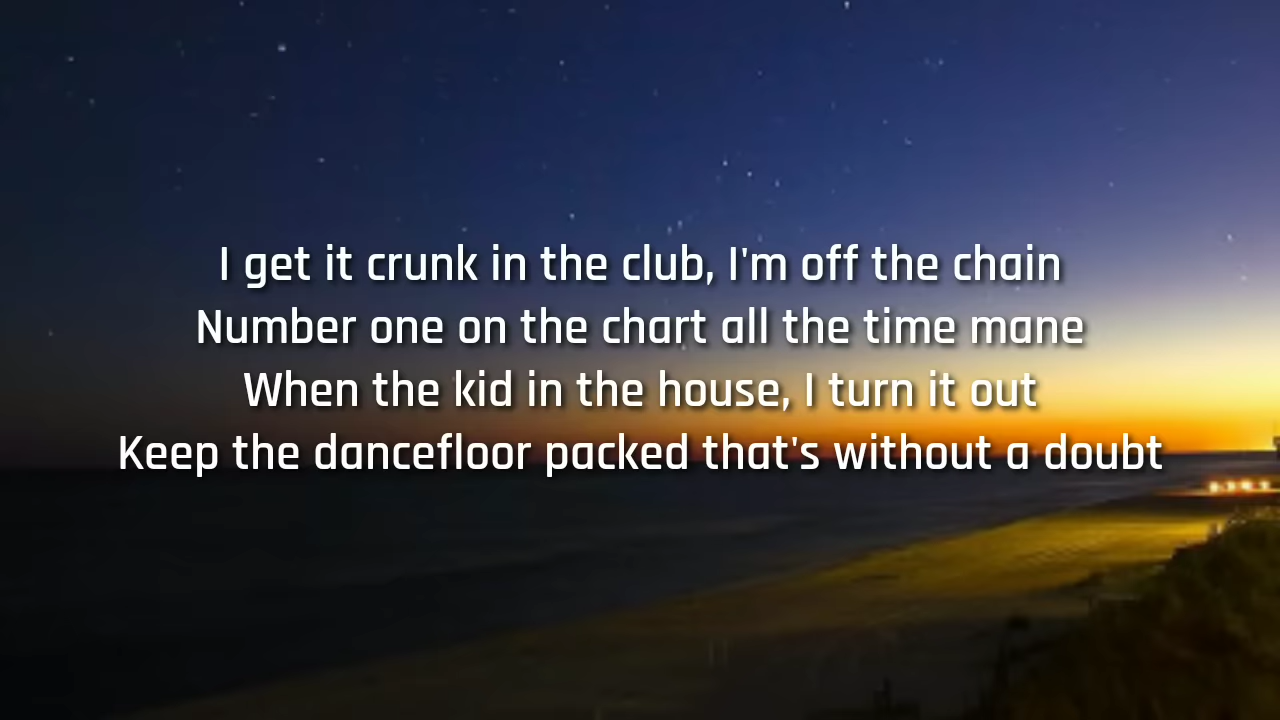 I get it crunk in the club, I'm off the chain
Number one on the chart all the time mane
When the kid in the house, I turn it out
Keep the dancefloor packed that's without a doubt